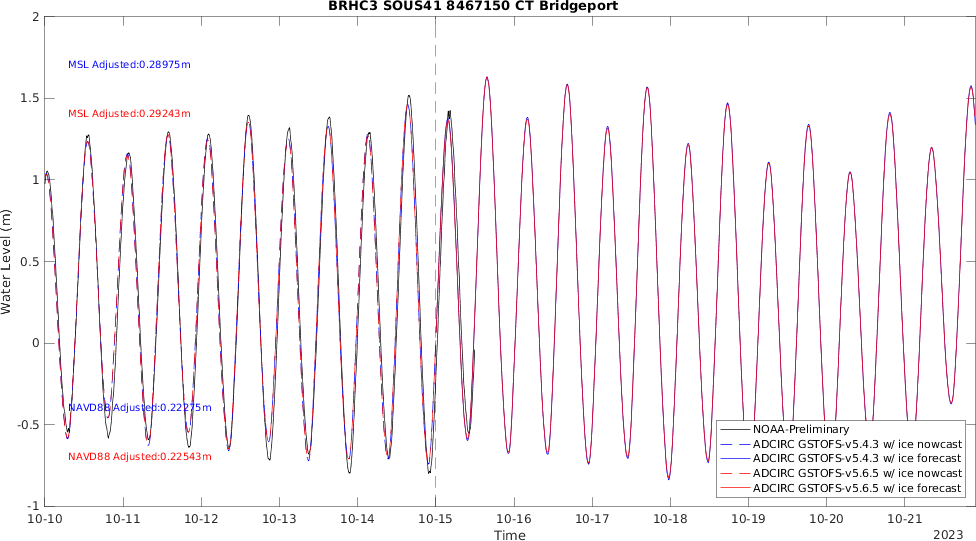 BRHC3 SOUS41 8467150 CT Bridgeport
2
1.5
1
0.5
0
-0.5
-1
Water Level (m)
MSL Adjusted:0.28975m
MSL Adjusted:0.29243m
NAVD88 Adjusted:0.22275m
NAVD88 Adjusted:0.22543m
NOAA-Preliminary
ADCIRC GSTOFS-v5.4.3 w/ ice nowcast
ADCIRC GSTOFS-v5.4.3 w/ ice forecast
ADCIRC GSTOFS-v5.6.5 w/ ice nowcast
ADCIRC GSTOFS-v5.6.5 w/ ice forecast
10-10 10-11 10-12 10-13 10-14 10-15 10-16 10-17 10-18 10-19 10-20 10-21
Time
2023